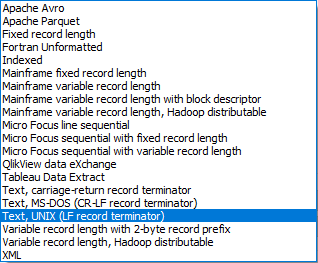 Apache Avro
Apache Parquet
Fixed record length
Fortran Unformatted
Indexed
Mainframe fixed record length
Mainframe variable record length
Mainframe variable record length with block descriptor
Mainframe variable record length, Hadoop distributable
Micro Focus line sequential
Micro Focus sequential with fixed record length
Micro Focus sequential with variable record length
QlikView data eXchange
Tableau Data Extract
Text, carriage-return record terminator
Text, MS-DOS (CR-LF record terminator)
Text, UNIX (LF record terminator)
Variable record length with 2-byte record prefix
Variable record length, Hadoop distributable
XML